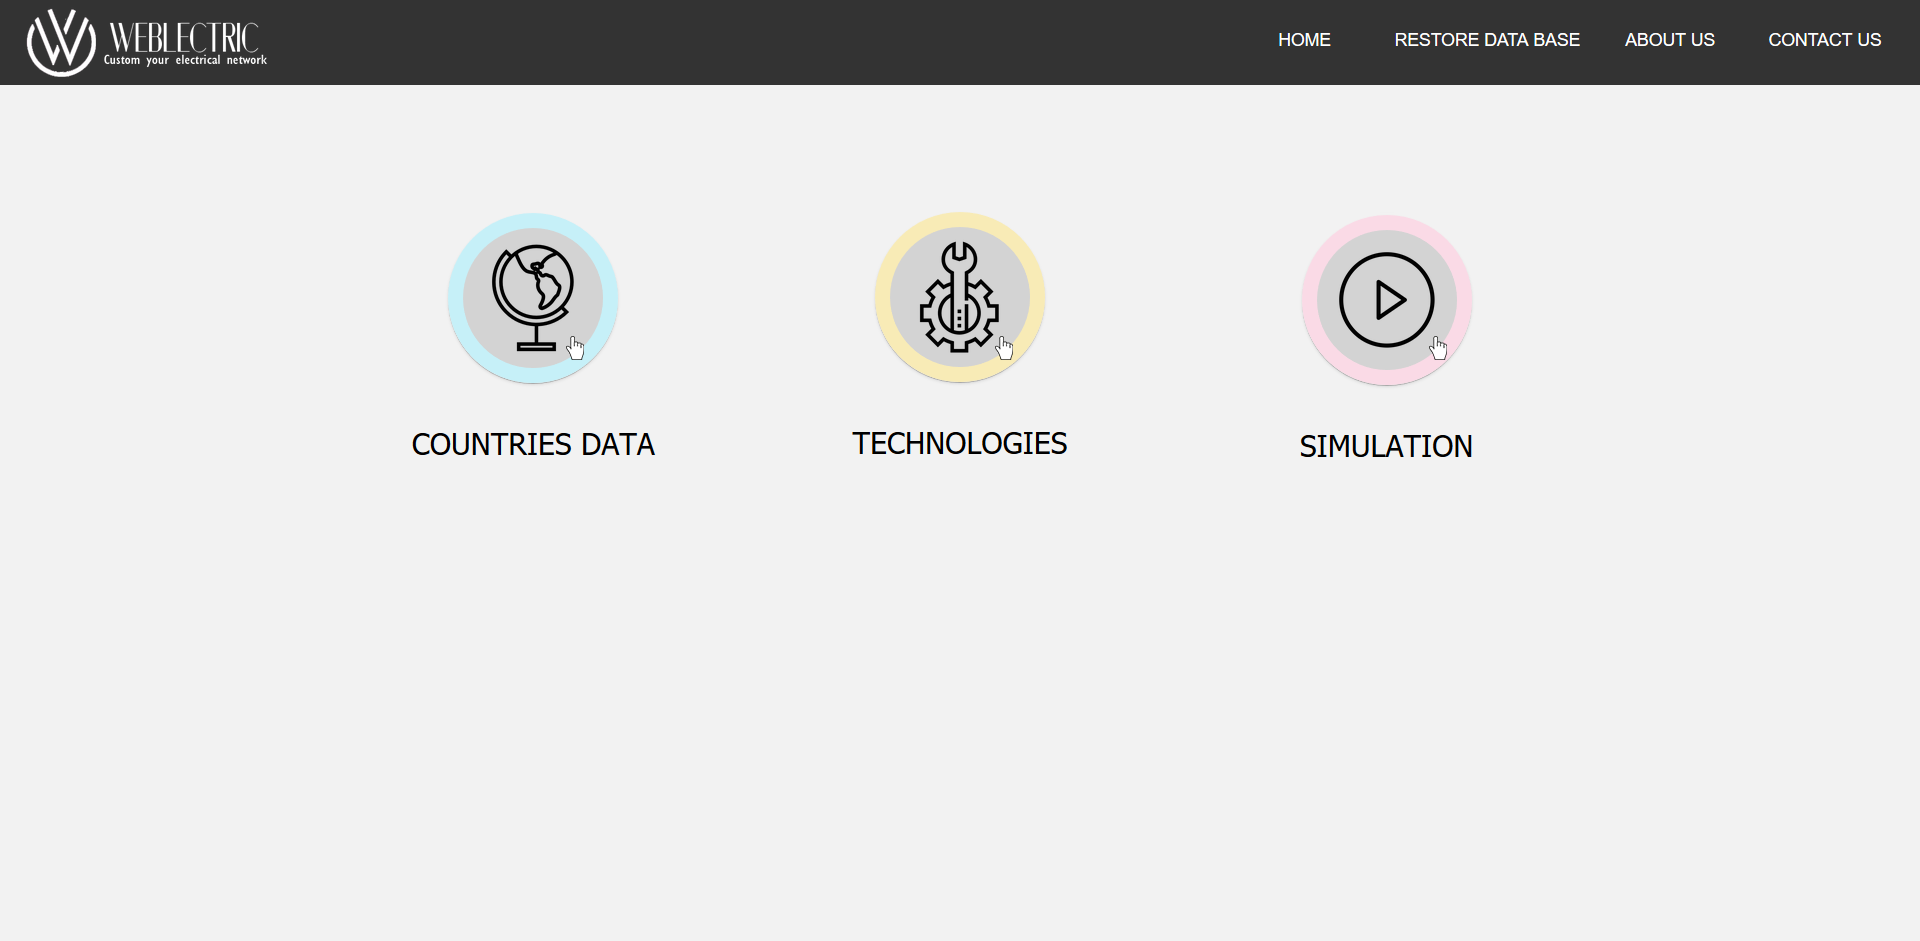 WEBLECTRIC
Custom your electrical network
HOME
RESTORE DATA BASE
ABOUT US
CONTACT US
COUNTRIES DATA
TECHNOLOGIES
SIMULATION